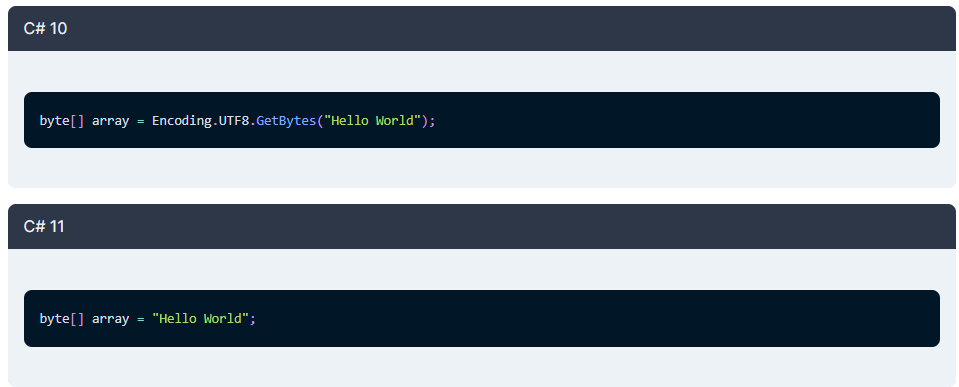 C# 10
byte[] array = Encoding.UTF8.GetBytes("Hello World");
C# 11
byte[] array = "Hello World";